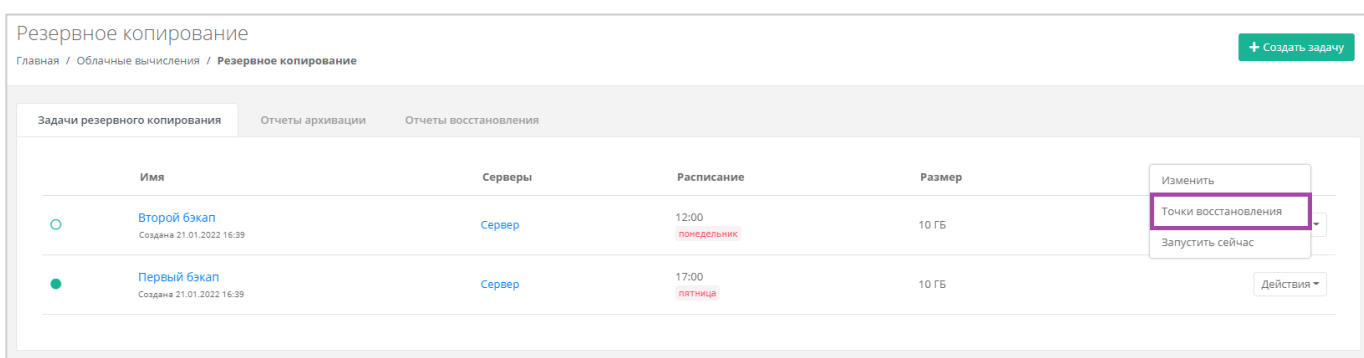 Резервное копирование
Главная / Облачные вычисления / Резервное копирование
+ Создать задачу
Задачи резервного копирования Отчеты архивации Отчеты восстановления
Имя Серверы Расписание Размер
Изменить
Точки восстановления
Запустить сейчас
Второй бэкап Сервер 12:00 10 ГБ
Создана 21.01.2022 16:39 понедельник
Первый бэкап Сервер 17:00 10 ГБ Действия
Создана 21.01.2022 16:39 пятница